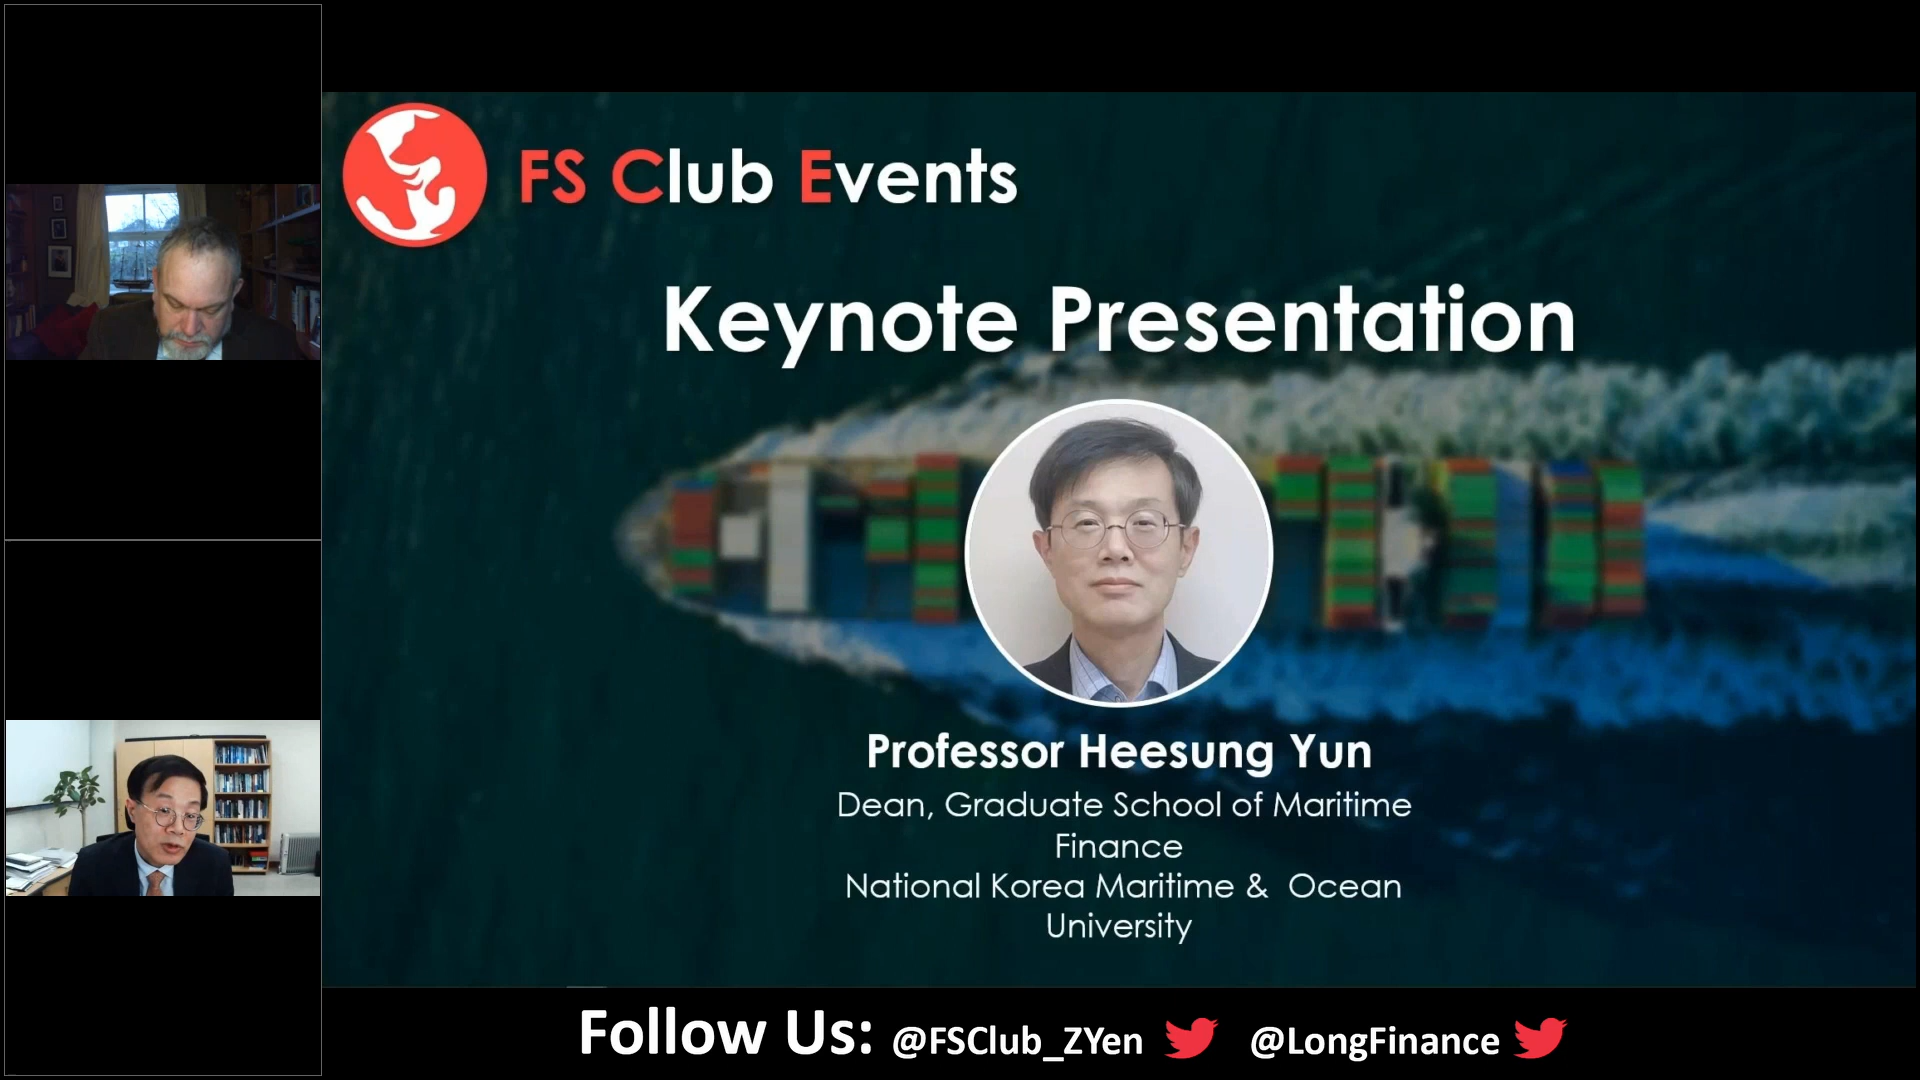 FS Club Events
Keynote Presentation
Professor Heesung Yun
Dean, Graduate School of Maritime
Finance
National Korea Maritime & Ocean
University
Follow Us: @FSClub_ZYen @LongFinance